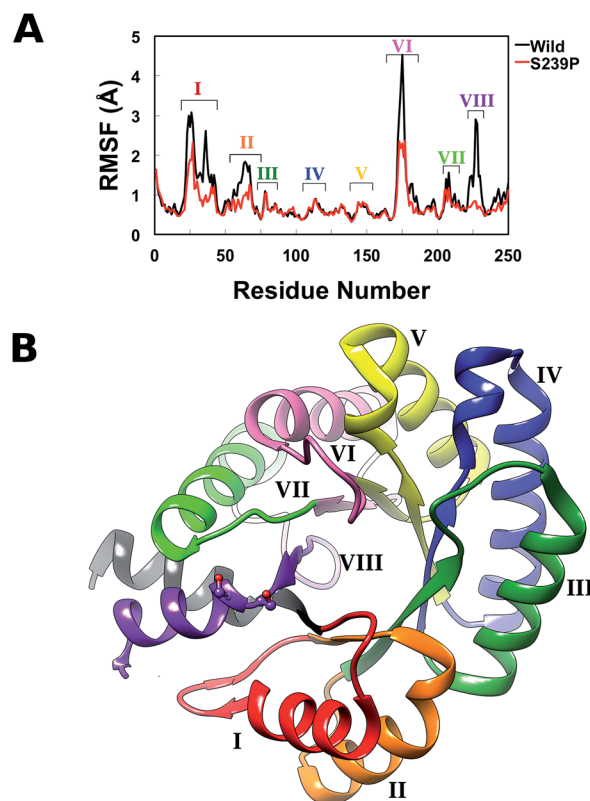 A
RMSF (Å)
5
4
3
2
1
0
I
II
III
IV
V
VI
VII
VIII
Wild
S239P
0 50 100 150 200 250
Residue Number
B
V
IV
VI
VII
VIII
III
I
II